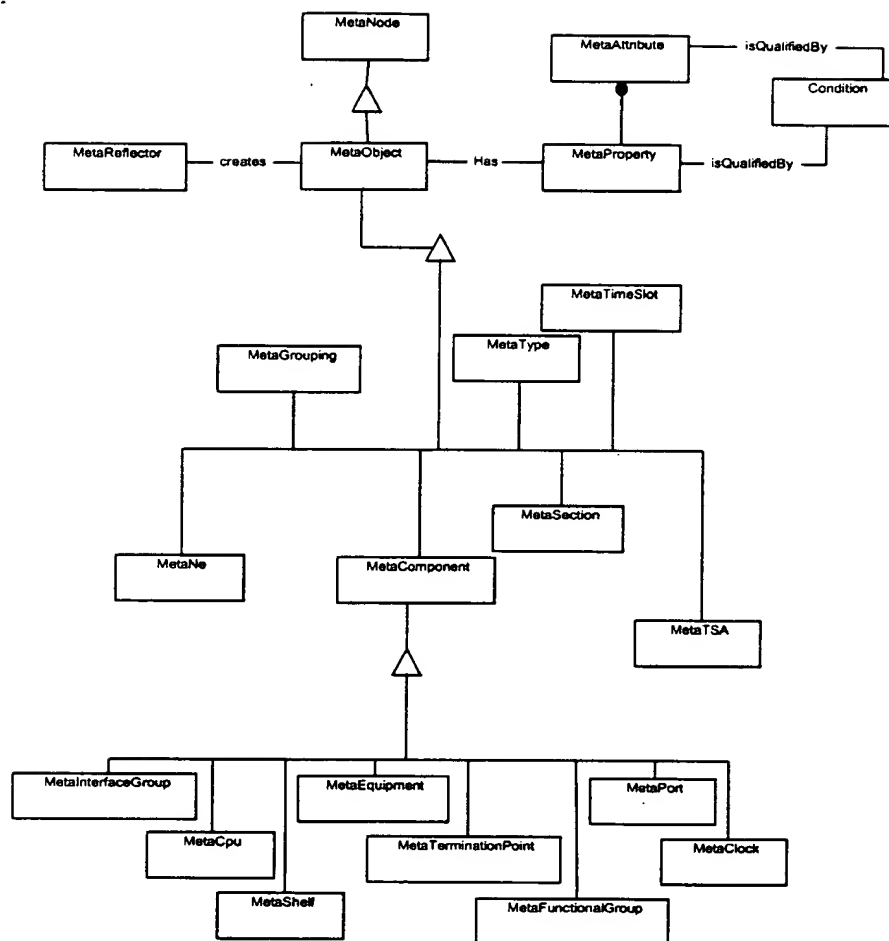 MetaNode
MetaAttribute
isQualifiedBy
Condition
MetaReflector
creates
MetaObject
Has
MetaProperty
isQualifiedBy
MetaTimeSlot
MetaType
MetaGrouping
MetaSection
MetaNe
MetaComponent
MetaTSA
MetaInterfaceGroup
MetaEquipment
MetaPort
MetaCpu
MetaTerminationPoint
MetaClock
MetaShelf
MetaFunctionalGroup